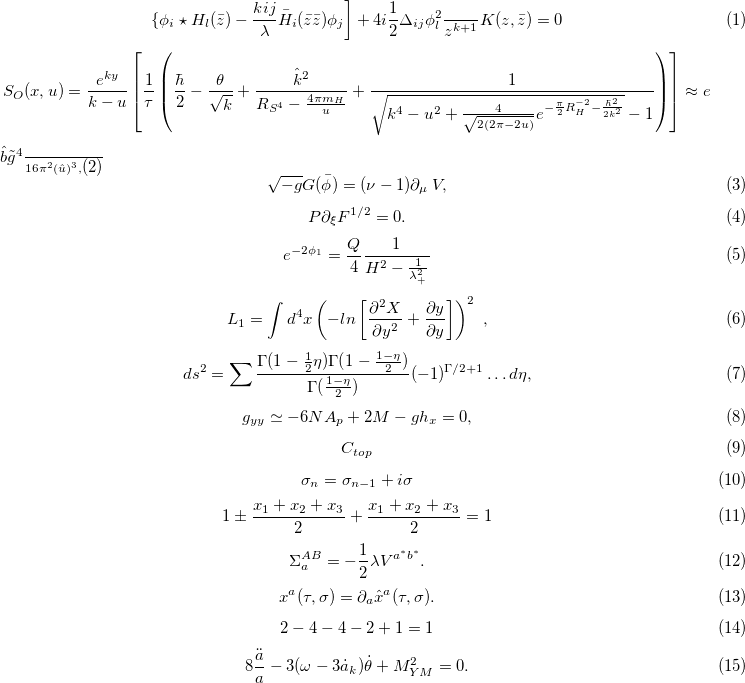 \{\phi_i \star H_l(\bar{z}) - \frac{kij}{\lambda} \bar{H}_i(\bar{z}\bar{z})\phi_j ] + 4i\frac{1}{2}\Delta_{ij}\phi_l^2 \frac{}{z^{k+1}} K(z,\bar{z}) = 0 (1)
S_O(x,u) = \frac{e^{ky}}{k-u} \left[ \frac{1}{\tau} \left( \frac{\hbar}{2} - \frac{\theta}{\sqrt{k}} + \frac{\hat{k}^2}{R_{S^4} - \frac{4\pi m_H}{u}} + \frac{1}{\sqrt{k^4 - u^2 + \frac{4}{\sqrt{2(2\pi-2u)}} e^{-\frac{\pi}{2}R_H^{-2} - \frac{\hbar^2}{2k^2}} - 1}} \right) \right] \approx e
\hat{b}\tilde{g}^4 \overline{16\pi^2(\hat{u})^3, (2)}
\sqrt{-g}G(\bar{\phi}) = (\nu - 1)\partial_\mu V, (3)
P\partial_\xi F^{1/2} = 0. (4)
e^{-2\phi_1} = \frac{Q}{4} \frac{1}{H^2 - \frac{1}{\lambda_+^2}} (5)
L_1 = \int d^4x \left( -ln \left[ \frac{\partial^2 X}{\partial y^2} + \frac{\partial y}{\partial y} \right] \right)^2 , (6)
ds^2 = \sum \frac{\Gamma(1 - \frac{1}{2}\eta)\Gamma(1 - \frac{1-\eta}{2})}{\Gamma(\frac{1-\eta}{2})} (-1)^{\Gamma/2+1} \ldots d\eta, (7)
g_{yy} \simeq -6NA_p + 2M - gh_x = 0, (8)
C_{top} (9)
\sigma_n = \sigma_{n-1} + i\sigma (10)
1 \pm \frac{x_1 + x_2 + x_3}{2} + \frac{x_1 + x_2 + x_3}{2} = 1 (11)
\Sigma_a^{AB} = -\frac{1}{2}\lambda V^{a^* b^*}. (12)
x^a(\tau,\sigma) = \partial_a \hat{x}^a(\tau,\sigma). (13)
2 - 4 - 4 - 2 + 1 = 1 (14)
8\frac{\ddot{a}}{a} - 3(\omega - 3\dot{a}_k)\dot{\theta} + M_{YM}^2 = 0. (15)